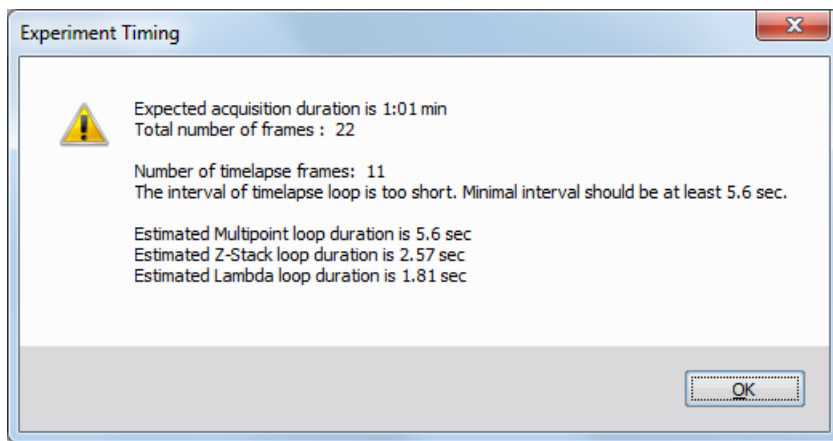 Experiment Timing
Expected acquisition duration is 1:01 min
Total number of frames : 22
Number of timelapse frames: 11
The interval of timelapse loop is too short. Minimal interval should be at least 5.6 sec.
Estimated Multipoint loop duration is 5.6 sec
Estimated Z-Stack loop duration is 2.57 sec
Estimated Lambda loop duration is 1.81 sec
OK